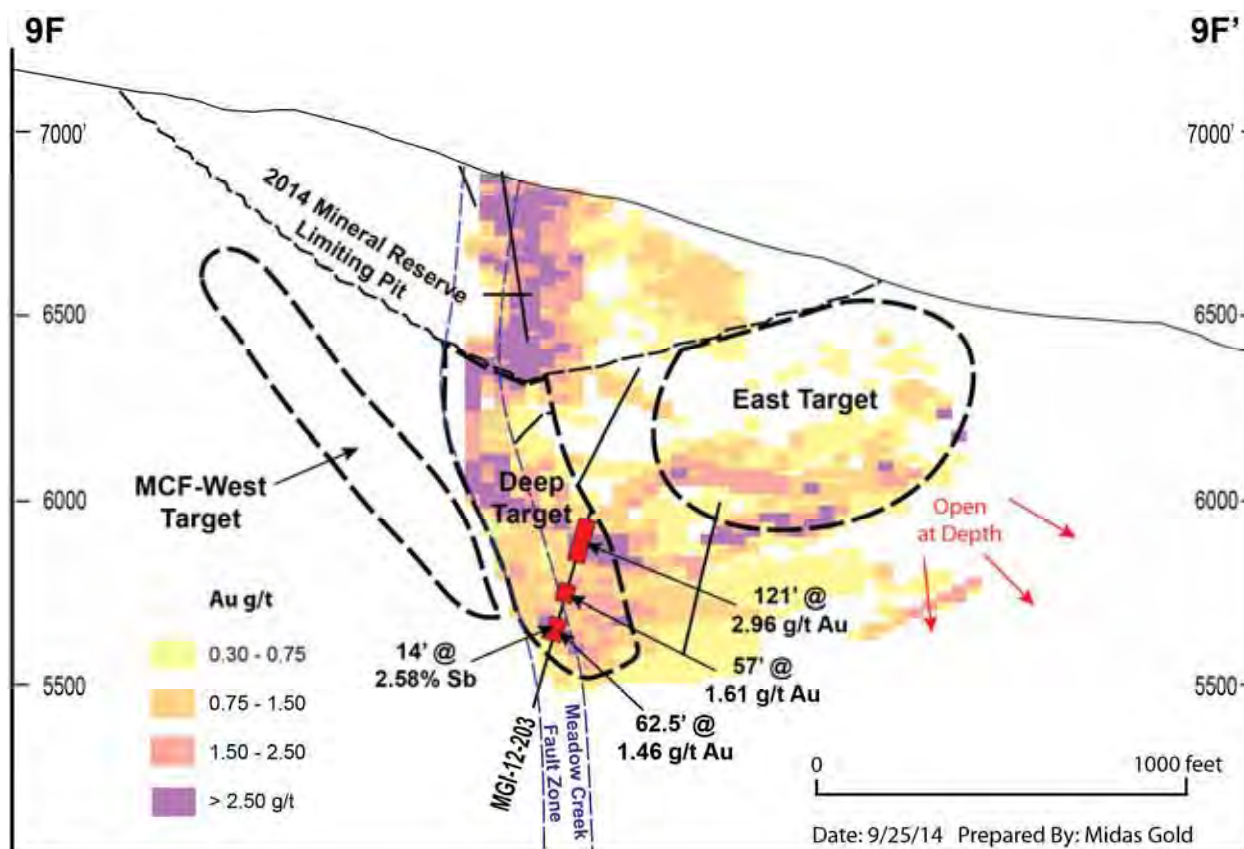 9F
9F'
7000'
7000'
2014 Mineral Reserve
Limiting Pit
6500
6500
East Target
MCF-West
Target
Deep
Target
6000
6000
Open
at Depth
Au g/t
0.30 - 0.75
0.75 - 1.50
1.50 - 2.50
> 2.50 g/t
121' @
2.96 g/t Au
14' @
2.58% Sb
57' @
1.61 g/t Au
5500
5500
62.5' @
1.46 g/t Au
MGI-12-203
Meadow Creek
Fault Zone
0
1000 feet
Date: 9/25/14 Prepared By: Midas Gold